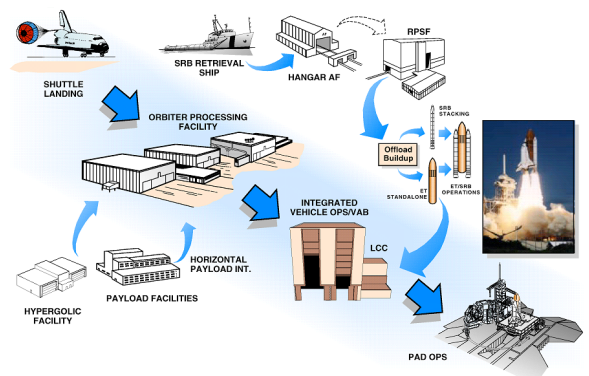 SHUTTLE
LANDING
SRB RETRIEVAL
SHIP
AF
HANGAR AF
RPSF
ORBITER PROCESSING
FACILITY
SRB
STACKING
Offload
Buildup
ET
STANDALONE
ET/SRB
OPERATIONS
INTEGRATED
VEHICLE OPS/VAB
LCC
HORIZONTAL
PAYLOAD INT.
PAYLOAD FACILITIES
HYPERGOLIC
FACILITY
PAD OPS